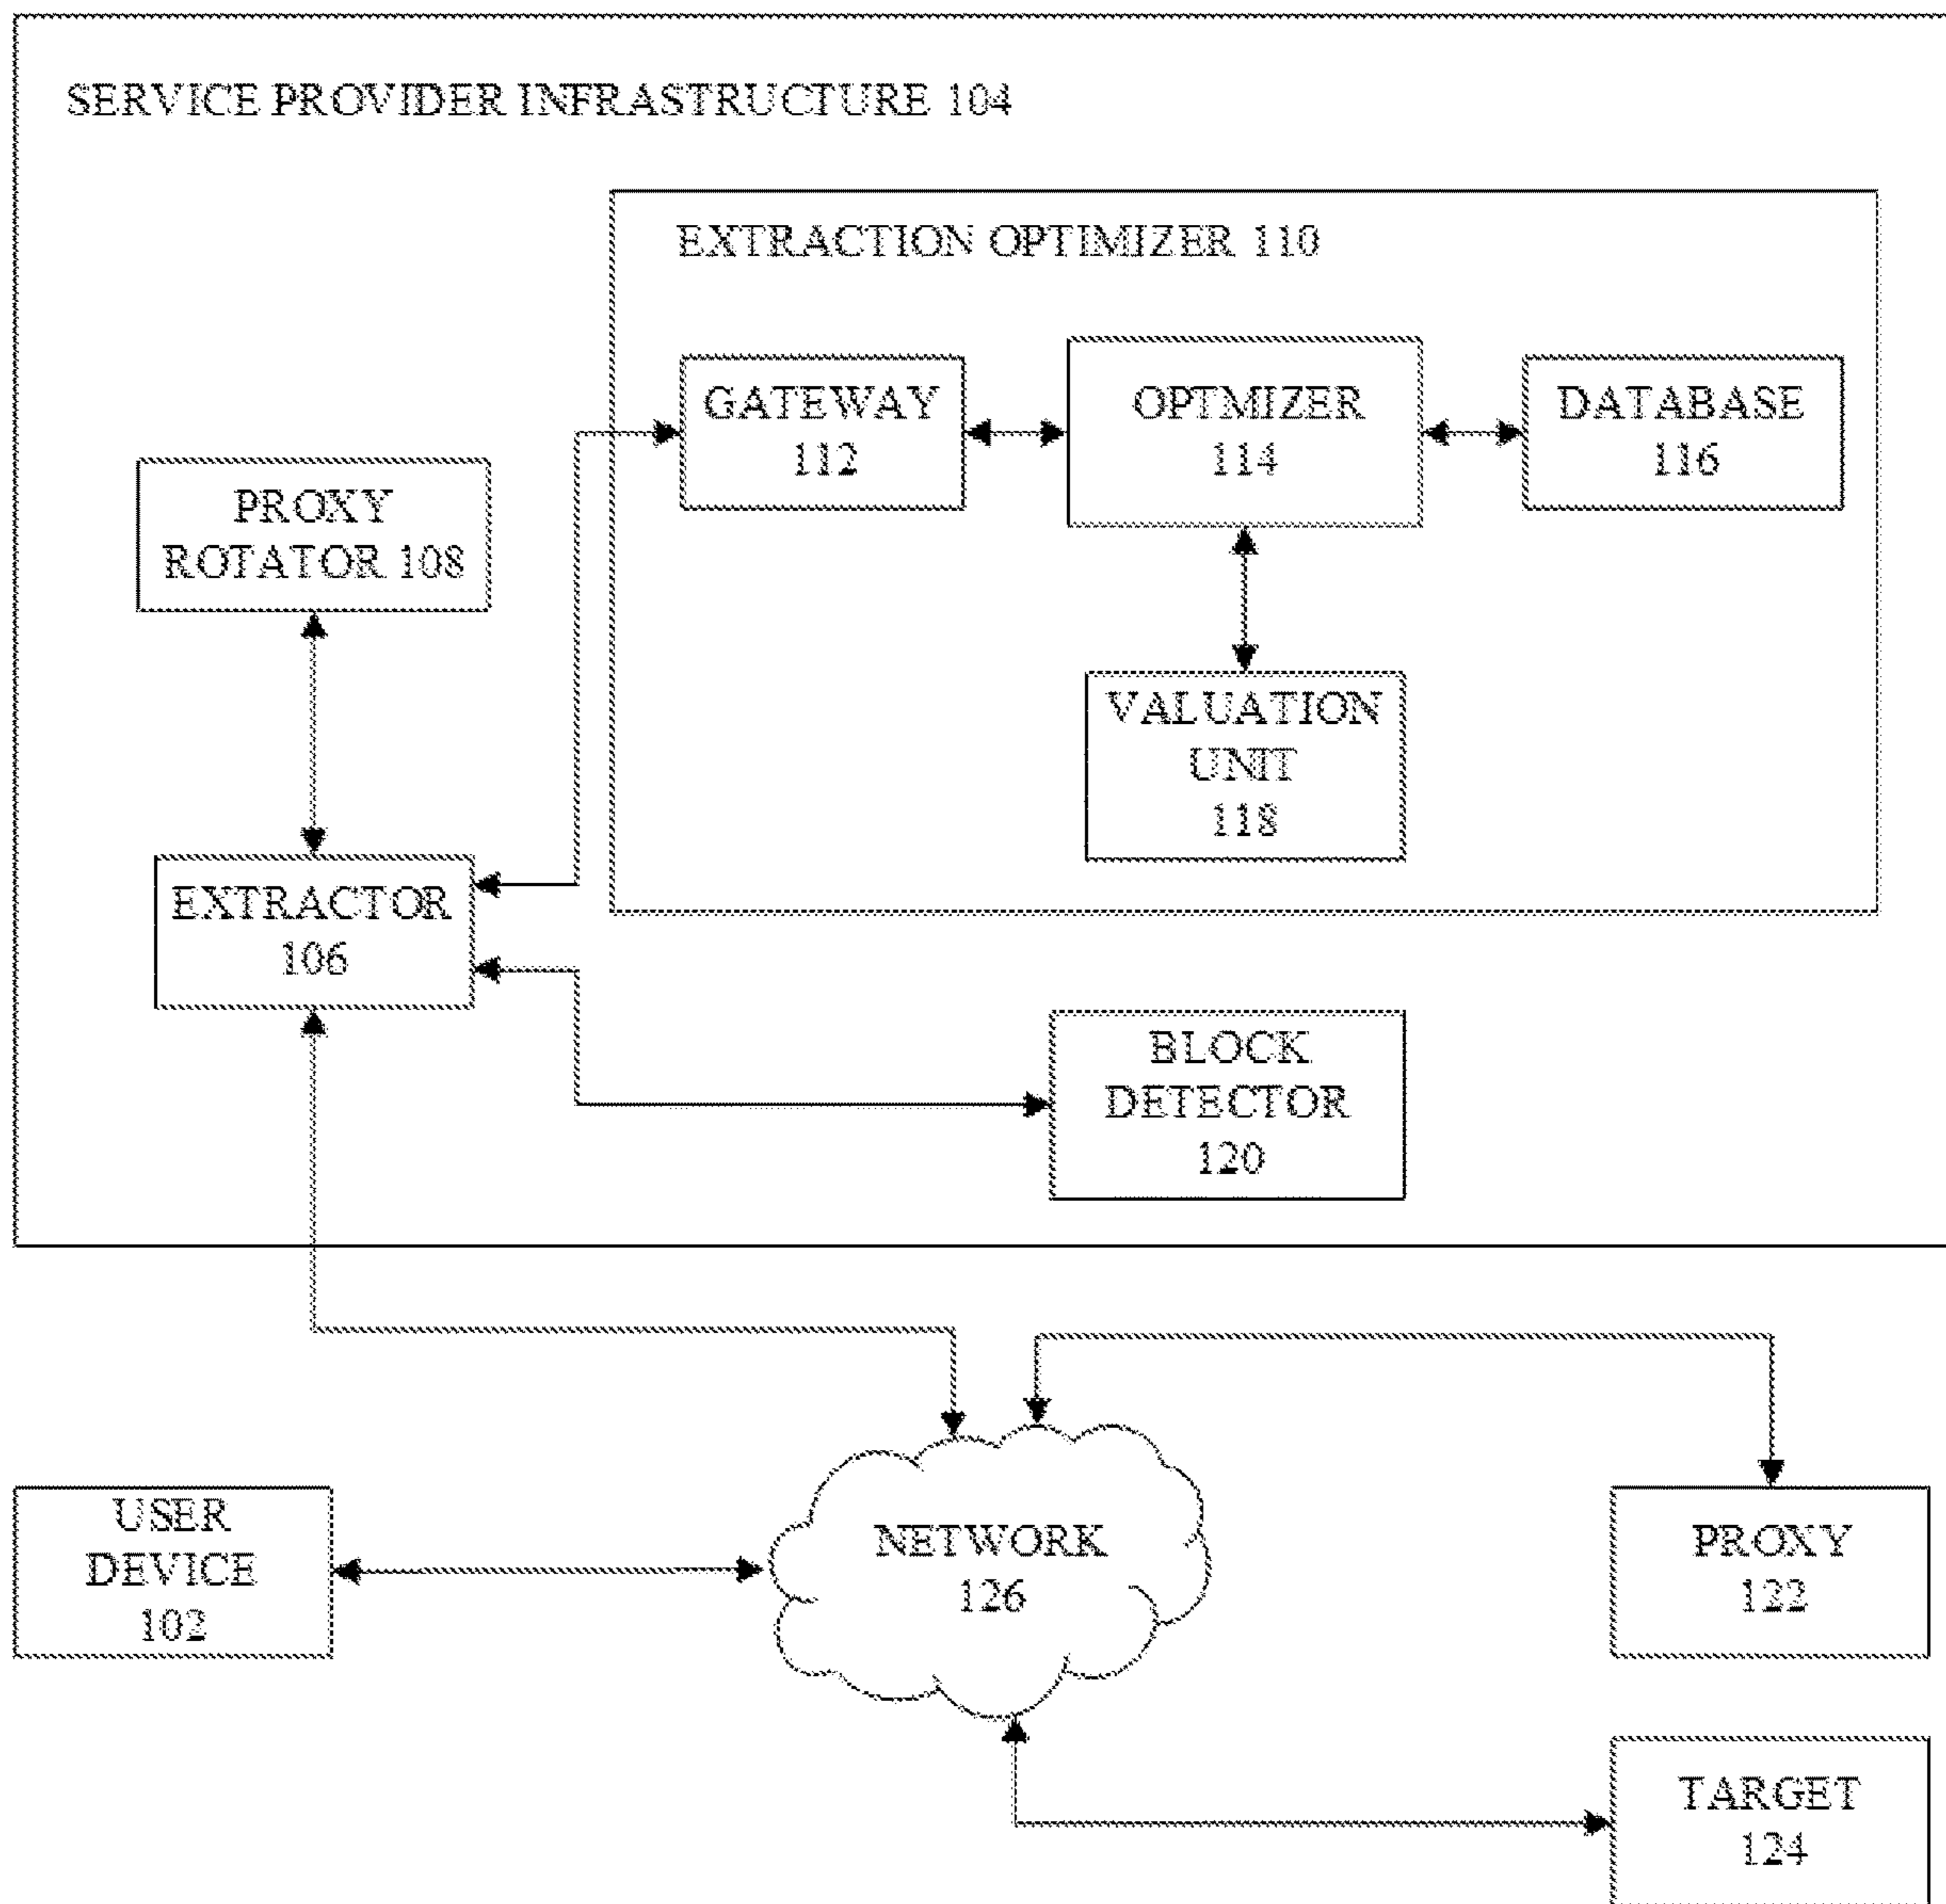 SERVICE PROVIDER INFRASTRUCTURE 104
EXTRACTION OPTIMIZER 110
GATEWAY
112
OPTMIZER
114
DATABASE
116
PROXY
ROTATOR 108
VALUATION
UNIT
118
EXTRACTOR
106
BLOCK
DETECTOR
120
USER
DEVICE
102
NETWORK
126
PROXY
122
TARGET
124